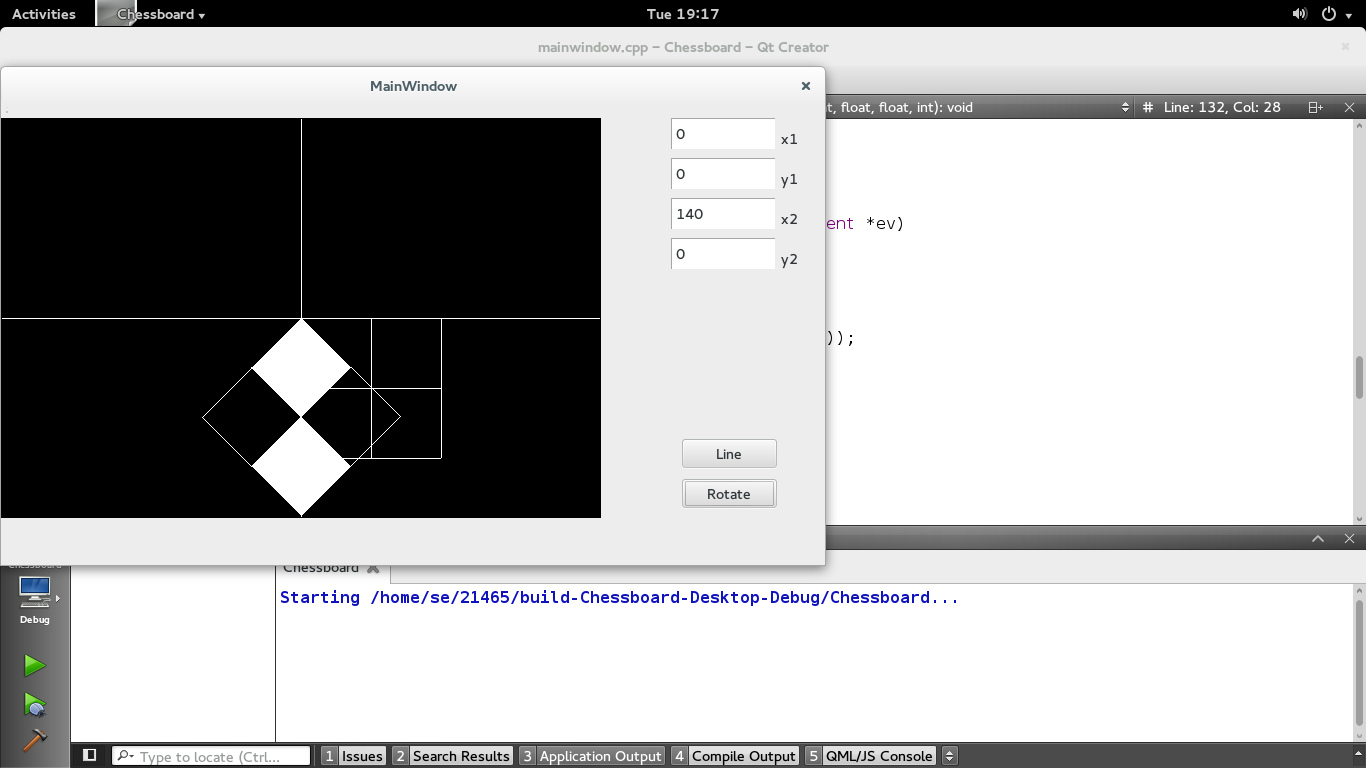 Activities Chessboard Tue 19:17
mainwindow.cpp - Chessboard - Qt Creator
MainWindow
t, float, float, int): void # Line: 132, Col: 28
0 x1
0 y1
140 x2
0 y2
ent *ev)
));
Line
Rotate
Chessboard
Chessboard
Starting /home/se/21465/build-Chessboard-Desktop-Debug/Chessboard...
Debug
Type to locate (Ctrl... 1 Issues 2 Search Results 3 Application Output 4 Compile Output 5 QML/JS Console